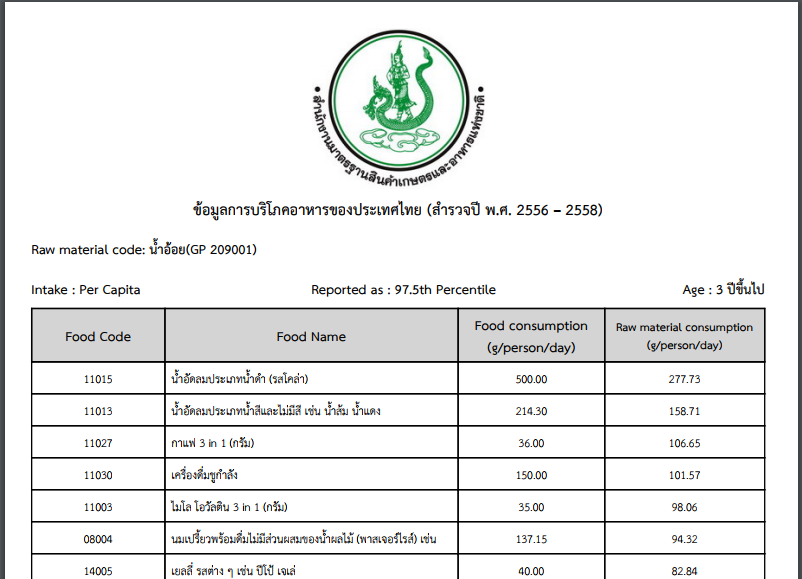 สำนักงานมาตรฐานสินค้าเกษตรและอาหารแห่งชาติ
ข้อมูลการบริโภคอาหารของประเทศไทย (สำรวจปี พ.ศ. 2556 – 2558)
Raw material code: น้ำอ้อย(GP 209001)
Intake : Per Capita Reported as : 97.5th Percentile Age : 3 ปีขึ้นไป
Food Code Food Name Food consumption (g/person/day) Raw material consumption (g/person/day)
11015 น้ำอัดลมประเภทน้ำดำ (รสโคล่า) 500.00 277.73
11013 น้ำอัดลมประเภทน้ำสีและไม่มีสี เช่น น้ำส้ม น้ำแดง 214.30 158.71
11027 กาแฟ 3 in 1 (กรัม) 36.00 106.65
11030 เครื่องดื่มชูกำลัง 150.00 101.57
11003 ไมโล โอวัลติน 3 in 1 (กรัม) 35.00 98.06
08004 นมเปรี้ยวพร้อมดื่มไม่มีส่วนผสมของน้ำผลไม้ (พาสเจอร์ไรส์) เช่น 137.15 94.32
14005 เยลลี่ รสต่าง ๆ เช่น ปีโป้ เจเล่ 40.00 82.84